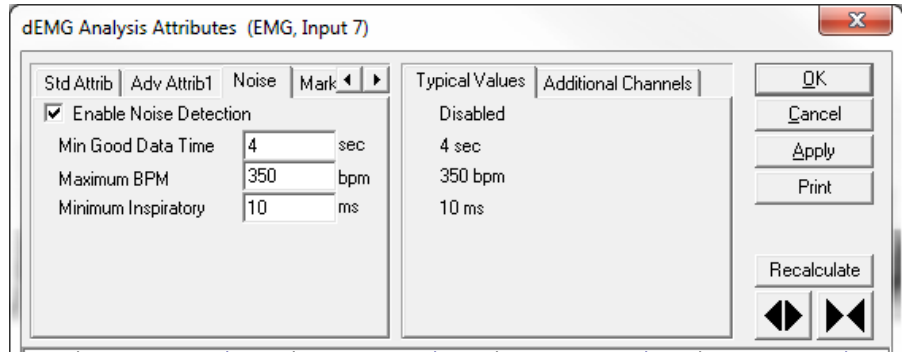 dEMG Analysis Attributes (EMG, Input 7)
Std Attrib Adv Attrib1 Noise Mark
Enable Noise Detection
Min Good Data Time 4 sec
Maximum BPM 350 bpm
Minimum Inspiratory 10 ms
Typical Values Additional Channels
Disabled
4 sec
350 bpm
10 ms
OK
Cancel
Apply
Print
Recalculate